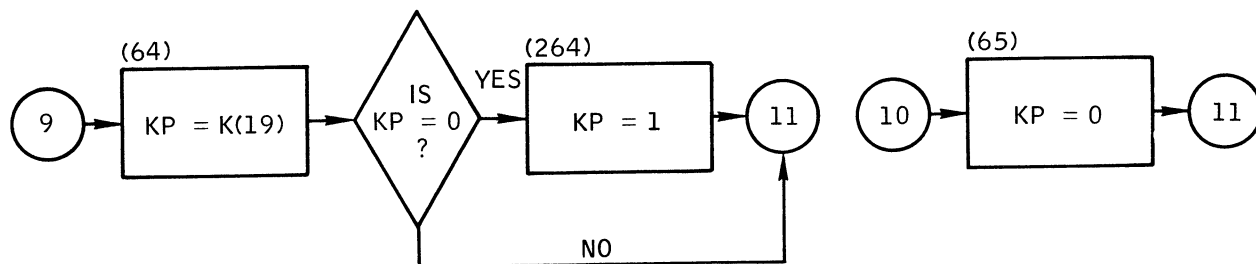 (64)
9
KP = K(19)
IS
KP = 0
?
YES
(264)
KP = 1
11
NO
(65)
10
KP = 0
11